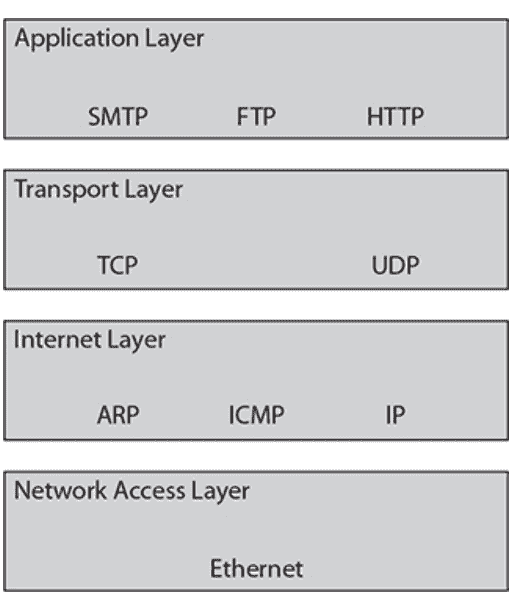 Application Layer
SMTP FTP HTTP
Transport Layer
TCP UDP
Internet Layer
ARP ICMP IP
Network Access Layer
Ethernet